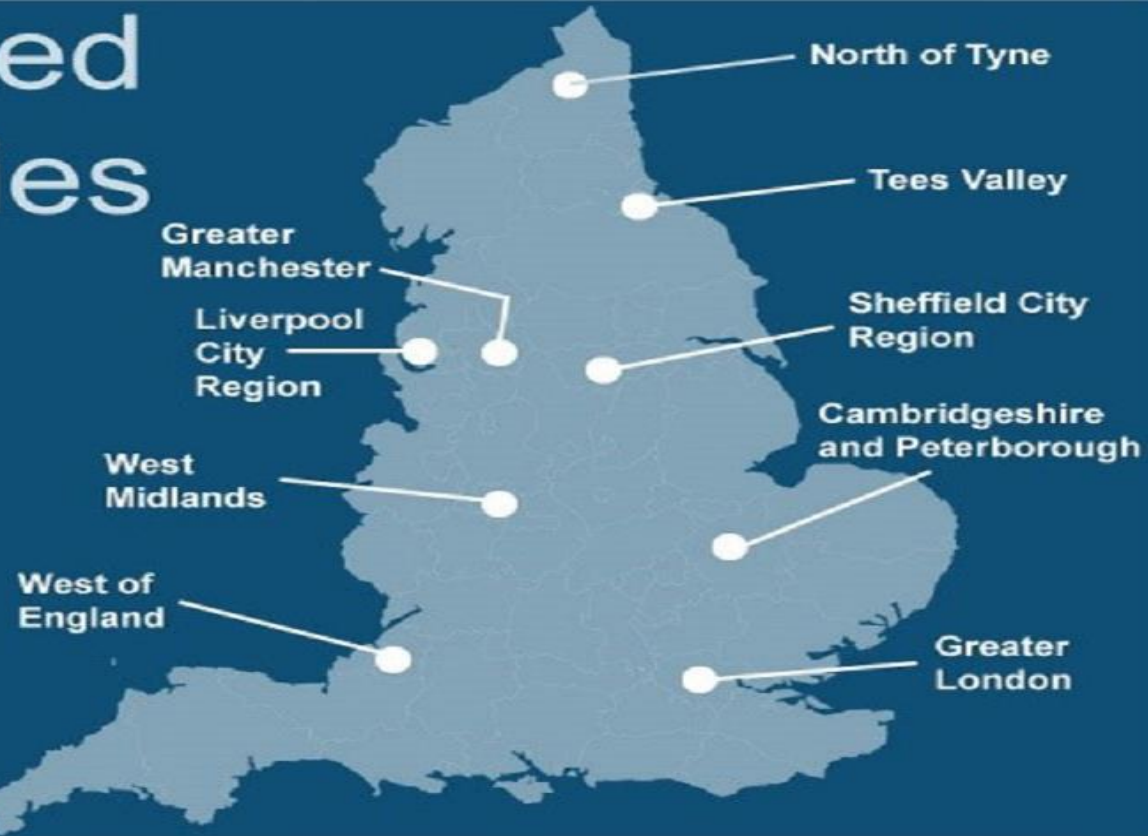 ed
es
North of Tyne
Tees Valley
Greater
Manchester
Liverpool
City
Region
Sheffield City
Region
Cambridgeshire
and Peterborough
West
Midlands
West of
England
Greater
London